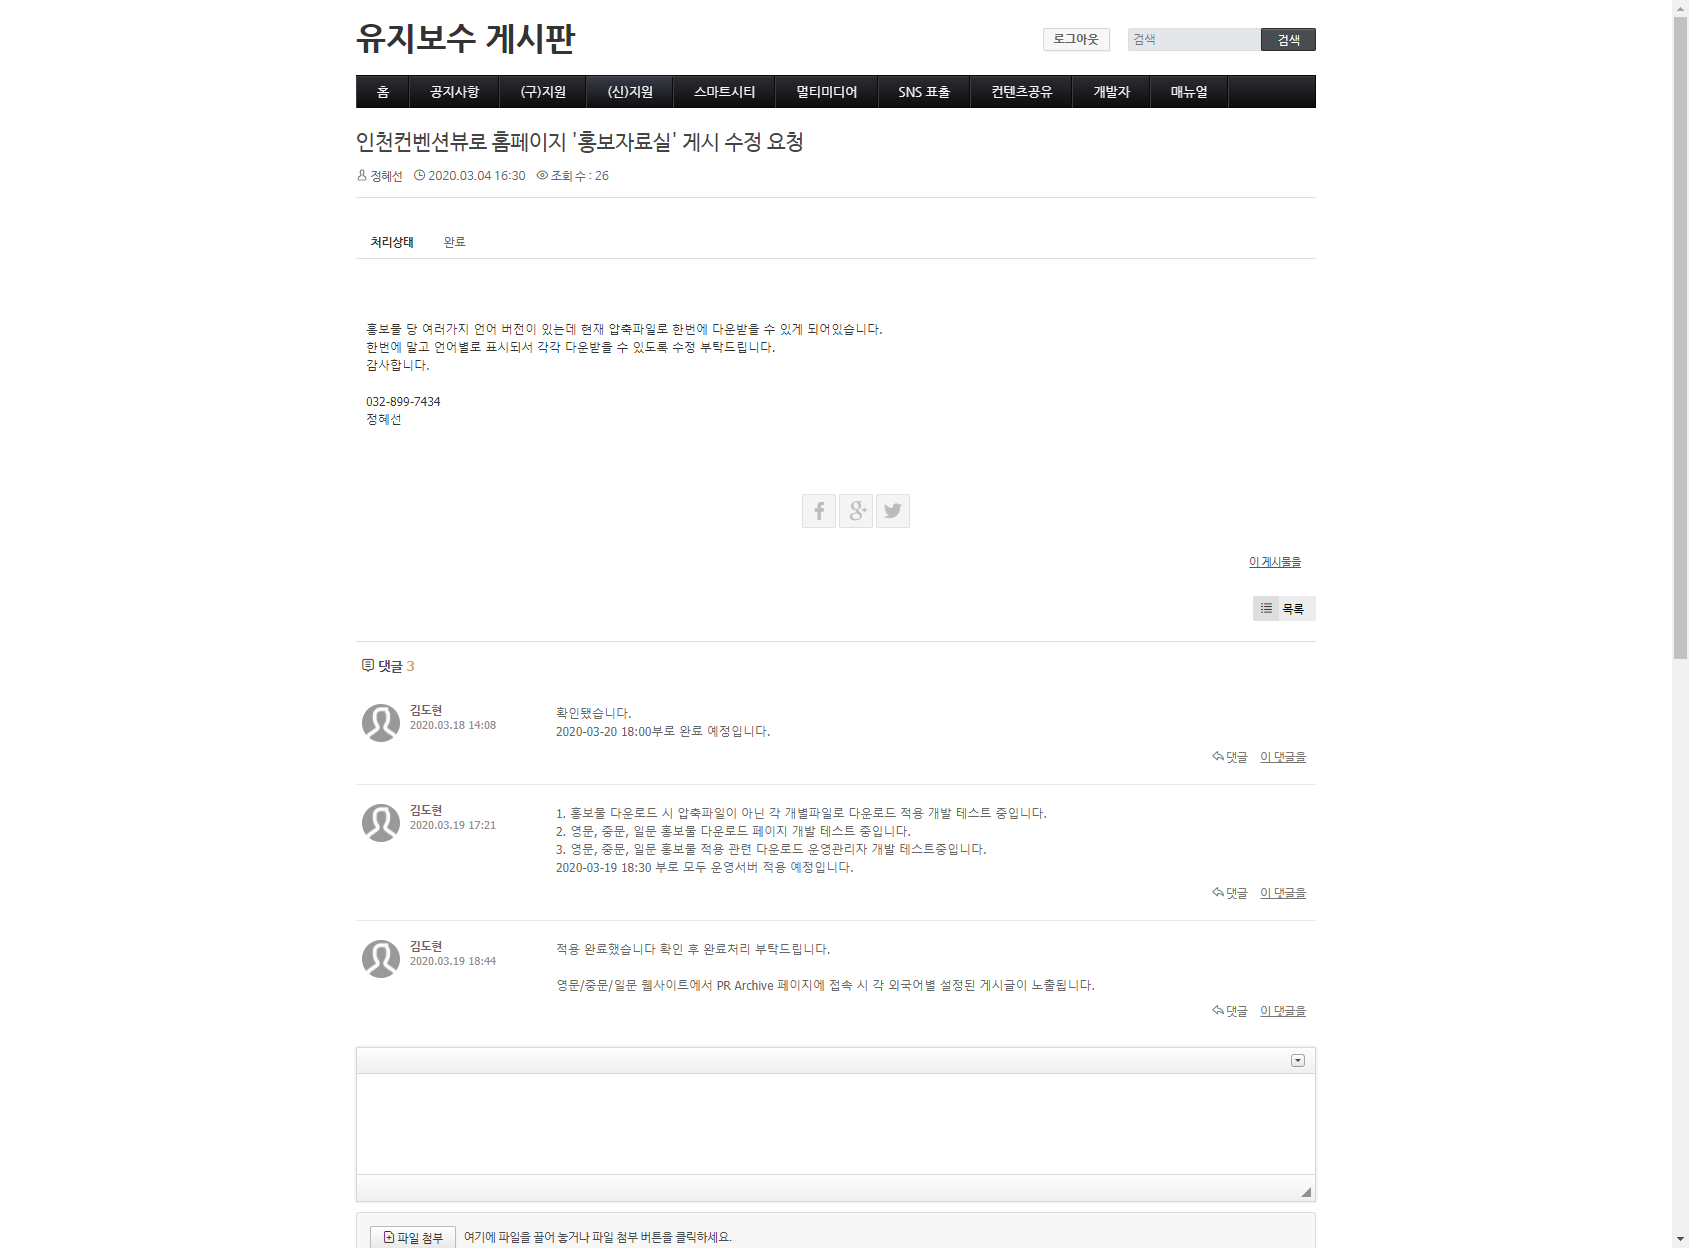 유지보수 게시판
로그아웃
검색
검색
홈
공지사항
(구)지원
(신)지원
스마트시티
멀티미디어
SNS 표출
컨텐츠공유
개발자
매뉴얼
인천컨벤션뷰로 홈페이지 '홍보자료실' 게시 수정 요청
정혜선 2020.03.04 16:30 조회 수 : 26
처리상태 완료
홍보물 당 여러가지 언어 버전이 있는데 현재 압축파일로 한번에 다운받을 수 있게 되어있습니다.
한번에 말고 언어별로 표시되서 각각 다운받을 수 있도록 수정 부탁드립니다.
감사합니다.
032-899-7434
정혜선
이 게시물을
목록
댓글 3
김도현
2020.03.18 14:08
확인됐습니다.
2020-03-20 18:00부로 완료 예정입니다.
댓글 이 댓글을
김도현
2020.03.19 17:21
1. 홍보물 다운로드 시 압축파일이 아닌 각 개별파일로 다운로드 적용 개발 테스트 중입니다.
2. 영문, 중문, 일문 홍보물 다운로드 페이지 개발 테스트 중입니다.
3. 영문, 중문, 일문 홍보물 적용 관련 다운로드 운영관리자 개발 테스트중입니다.
2020-03-19 18:30 부로 모두 운영서버 적용 예정입니다.
댓글 이 댓글을
김도현
2020.03.19 18:44
적용 완료했습니다 확인 후 완료처리 부탁드립니다.
영문/중문/일문 웹사이트에서 PR Archive 페이지에 접속 시 각 외국어별 설정된 게시글이 노출됩니다.
댓글 이 댓글을
파일 첨부 여기에 파일을 끌어 놓거나 파일 첨부 버튼을 클릭하세요.